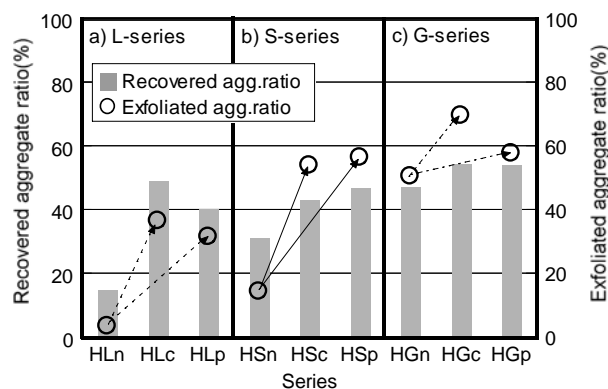 Recovered aggregate ratio(%)
Exfoliated aggregate ratio(%)
100
80
60
40
20
0
a) L-series
b) S-series
c) G-series
Recovered agg.ratio
Exfoliated agg.ratio
100
80
60
40
20
0
HLn HLc HLp HSn HSc HSp HGn HGc HGp
Series